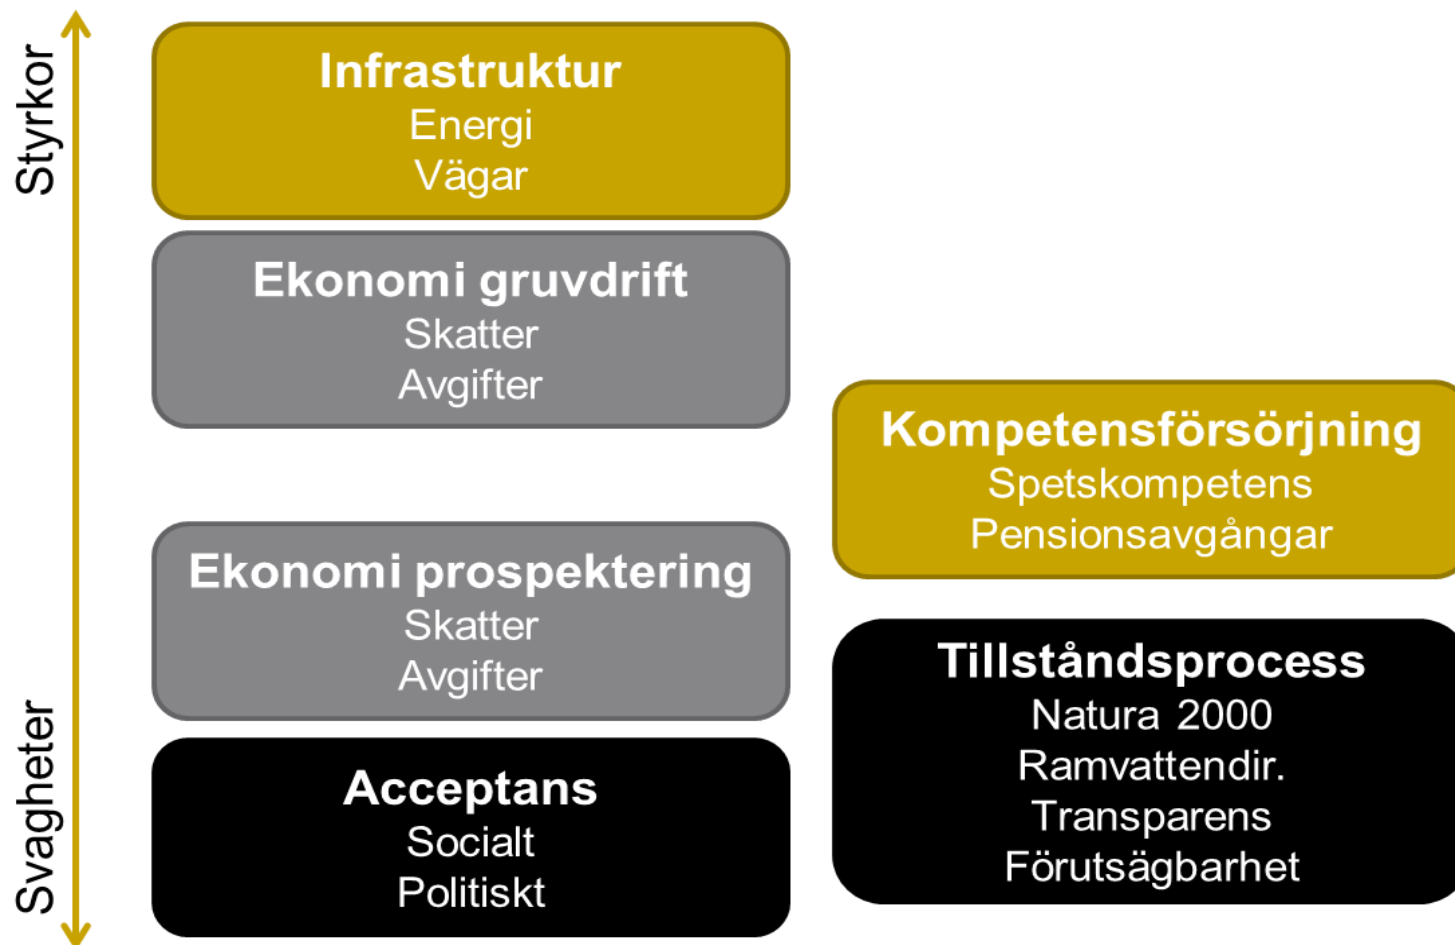 Styrkor
Svagheter
Infrastruktur
Energi
Vägar
Ekonomi gruvdrift
Skatter
Avgifter
Ekonomi prospektering
Skatter
Avgifter
Acceptans
Socialt
Politiskt
Kompetensförsörjning
Spetskompetens
Pensionsavgångar
Tillståndsprocess
Natura 2000
Ramvattendir.
Transparens
Förutsägbarhet